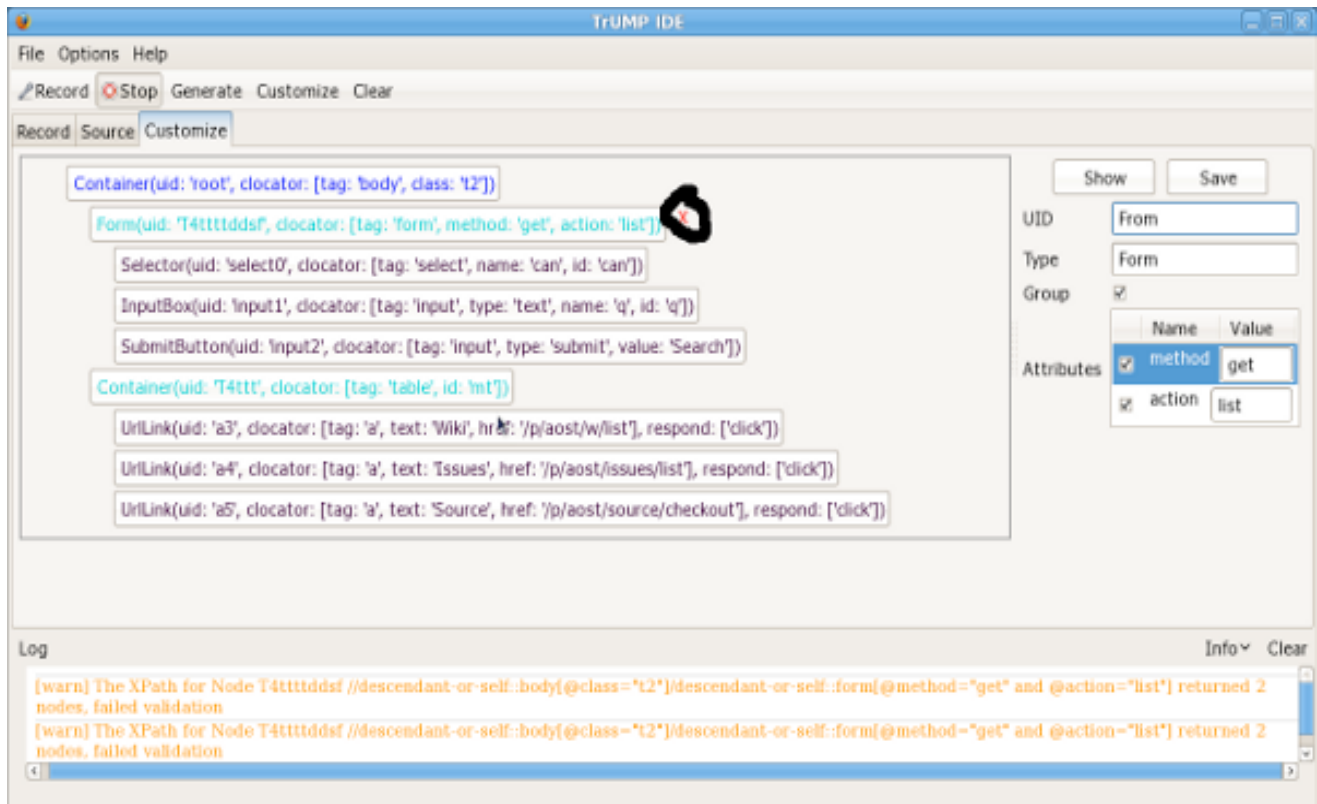 TrUMP IDE
File Options Help
Record Stop Generate Customize Clear
Record Source Customize
Container(uid: 'root', clocator: [tag: 'body', class: 't2'])
Form(uid: 'T4ttttddsf', clocator: [tag: 'form', method: 'get', action: 'list']) X
Selector(uid: 'select0', clocator: [tag: 'select', name: 'can', id: 'can'])
InputBox(uid: 'input1', clocator: [tag: 'input', type: 'text', name: 'q', id: 'q'])
SubmitButton(uid: 'input2', clocator: [tag: 'input', type: 'submit', value: 'Search'])
Container(uid: 'T4ttt', clocator: [tag: 'table', id: 'mt'])
UrlLink(uid: 'a3', clocator: [tag: 'a', text: 'Wiki', href: '/p/aost/w/list'], respond: ['click'])
UrlLink(uid: 'a4', clocator: [tag: 'a', text: 'Issues', href: '/p/aost/issues/list'], respond: ['click'])
UrlLink(uid: 'a5', clocator: [tag: 'a', text: 'Source', href: '/p/aost/source/checkout'], respond: ['click'])
Show Save
UID From
Type Form
Group
Name Value
Attributes
method get
action list
Log Info Clear
[warn] The XPath for Node T4ttttddsf //descendant-or-self::body[@class="t2"]/descendant-or-self::form[@method="get" and @action="list"] returned 2
nodes, failed validation
[warn] The XPath for Node T4ttttddsf //descendant-or-self::body[@class="t2"]/descendant-or-self::form[@method="get" and @action="list"] returned 2
nodes, failed validation